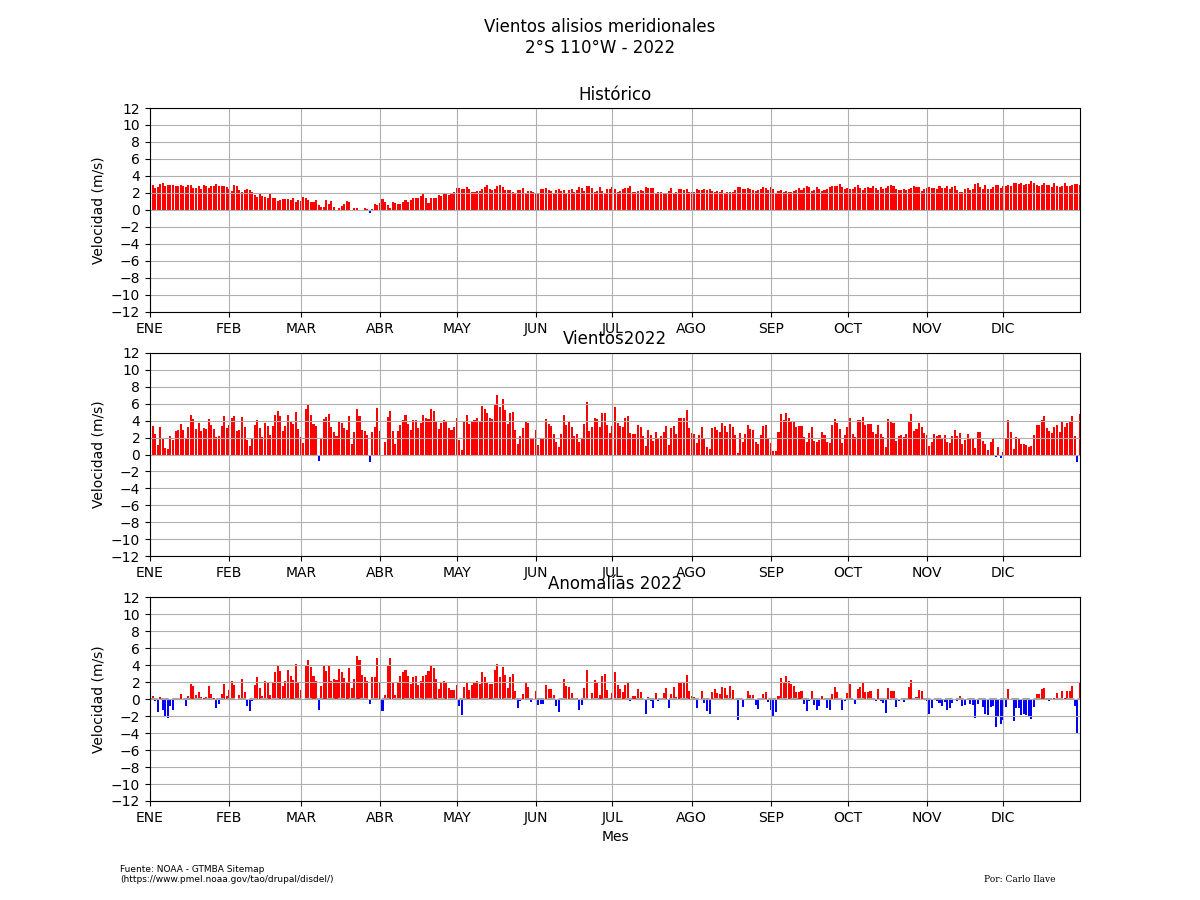 Vientos alisios meridionales
2°S 110°W - 2022
Histórico
12
10
8
6
4
2
0
−2
−4
−6
−8
−10
−12
Velocidad (m/s)
ENE FEB MAR ABR MAY JUN JUL AGO SEP OCT NOV DIC
Vientos2022
12
10
8
6
4
2
0
−2
−4
−6
−8
−10
−12
Velocidad (m/s)
ENE FEB MAR ABR MAY JUN JUL AGO SEP OCT NOV DIC
Anomalías 2022
12
10
8
6
4
2
0
−2
−4
−6
−8
−10
−12
Velocidad (m/s)
ENE FEB MAR ABR MAY JUN JUL AGO SEP OCT NOV DIC
Mes
Fuente: NOAA - GTMBA Sitemap
(https://www.pmel.noaa.gov/tao/drupal/disdel/)
Por: Carlo Ilave